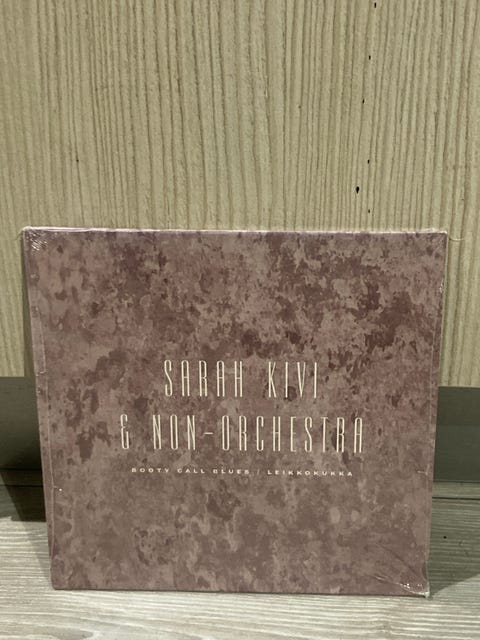 SARAH KIVI
& NON-ORCHESTRA
BOOTY CALL BLUES / LEIKKOKUKKA